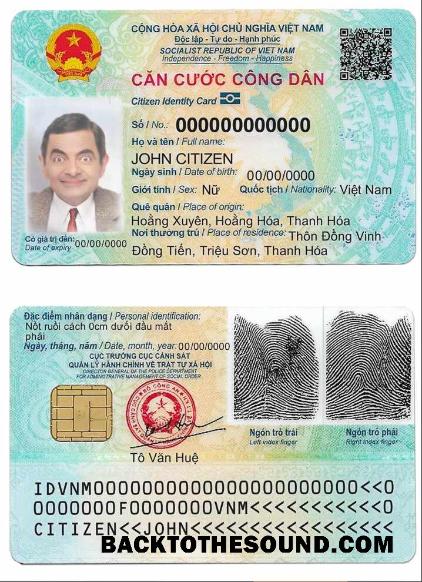 CỘNG HÒA XÃ HỘI CHỦ NGHĨA VIỆT NAM
Độc lập - Tự do - Hạnh phúc
SOCIALIST REPUBLIC OF VIET NAM
Independence - Freedom - Happiness
CĂN CƯỚC CÔNG DÂN
Citizen Identity Card
Số / No.: 000000000000
Họ và tên / Full name:
JOHN CITIZEN
Ngày sinh / Date of birth: 00/00/0000
Giới tính / Sex: Nữ Quốc tịch / Nationality: Việt Nam
Quê quán / Place of origin:
Hoằng Xuyên, Hoằng Hóa, Thanh Hóa
Nơi thường trú / Place of residence: Thôn Đồng Vinh
Đồng Tiến, Triệu Sơn, Thanh Hóa
Có giá trị đến: 00/00/0000
Date of expiry
Đặc điểm nhân dạng / Personal identification:
Nốt ruồi cách 0cm dưới đầu mắt
phải
Ngày, tháng, năm / Date, month, year: 00/00/0000
CỤC TRƯỞNG CỤC CẢNH SÁT
QUẢN LÝ HÀNH CHÍNH VỀ TRẬT TỰ XÃ HỘI
DIRECTOR GENERAL OF THE POLICE DEPARTMENT
FOR ADMINISTRATIVE MANAGEMENT OF SOCIAL ORDER
Tô Văn Huệ
Ngón trỏ trái
Left index finger
Ngón trỏ phải
Right index finger
IDVNM0000000000000000000000<<0
0000000F0000000VNM<<<<<<<<<<<0
CITIZEN<<JOHN<<<<<<<<<<<<<<<<<
BACKTOTHESOUND.COM